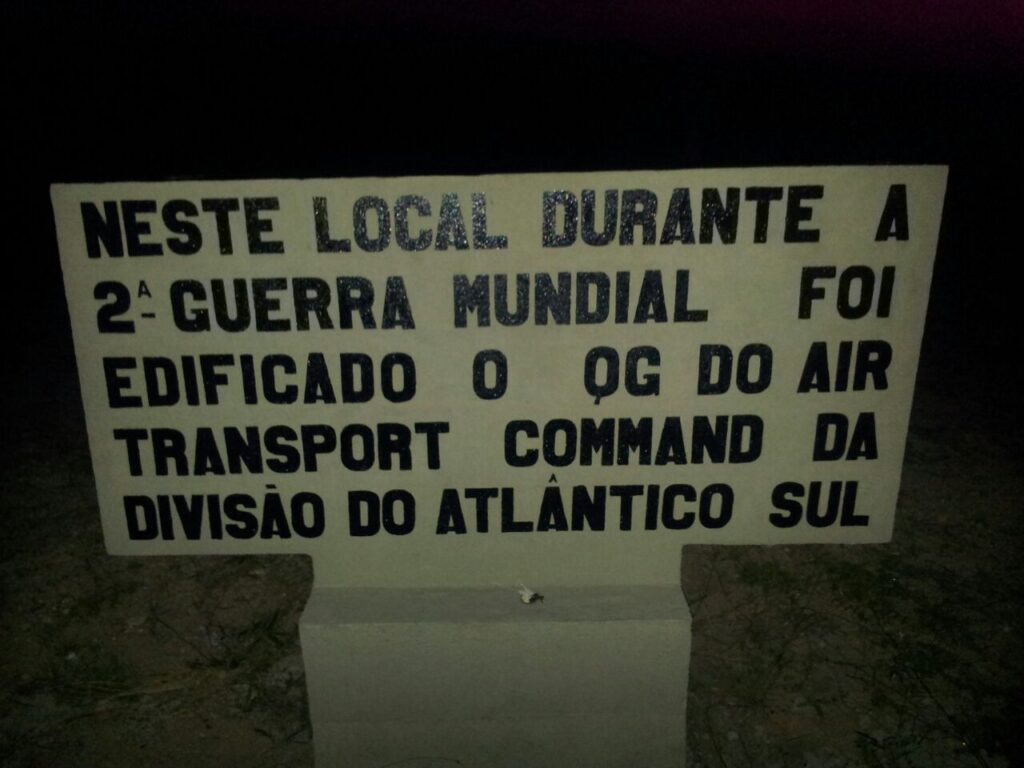 NESTE LOCAL DURANTE A
2ª GUERRA MUNDIAL FOI
EDIFICADO O QG DO AIR
TRANSPORT COMMAND DA
DIVISÃO DO ATLÂNTICO SUL